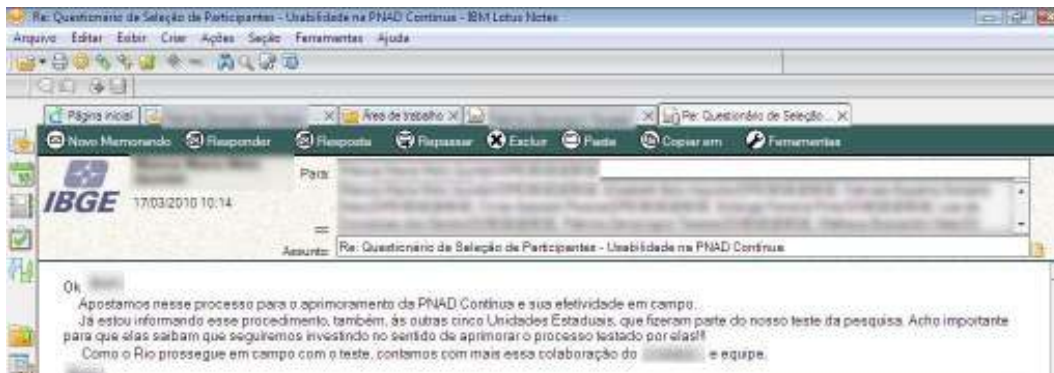 Re: Questionário de Seleção de Participantes - Usabilidade na PNAD Contínua - IBM Lotus Notes
Arquivo Editar Exibir Criar Ações Seção Ferramentas Ajuda
Página inicial Área de trabalho Re: Questionário de Seleção ...
Novo Memorando Responder Resposta Repassar Excluir Pasta Copiar em Ferramentas
Para:
IBGE 17/03/2010 10:14
cc:
Assunto: Re: Questionário de Seleção de Participantes - Usabilidade na PNAD Contínua
Ok
Apostamos nesse processo para o aprimoramento da PNAD Contínua e sua efetividade em campo.
Já estou informando esse procedimento, também, às outras cinco Unidades Estaduais, que fizeram parte do nosso teste da pesquisa. Acho importante
para que elas saibam que seguiremos investindo no sentido de aprimorar o processo testado por elas!!
Como o Rio prossegue em campo com o teste, contamos com mais essa colaboração do e equipe.